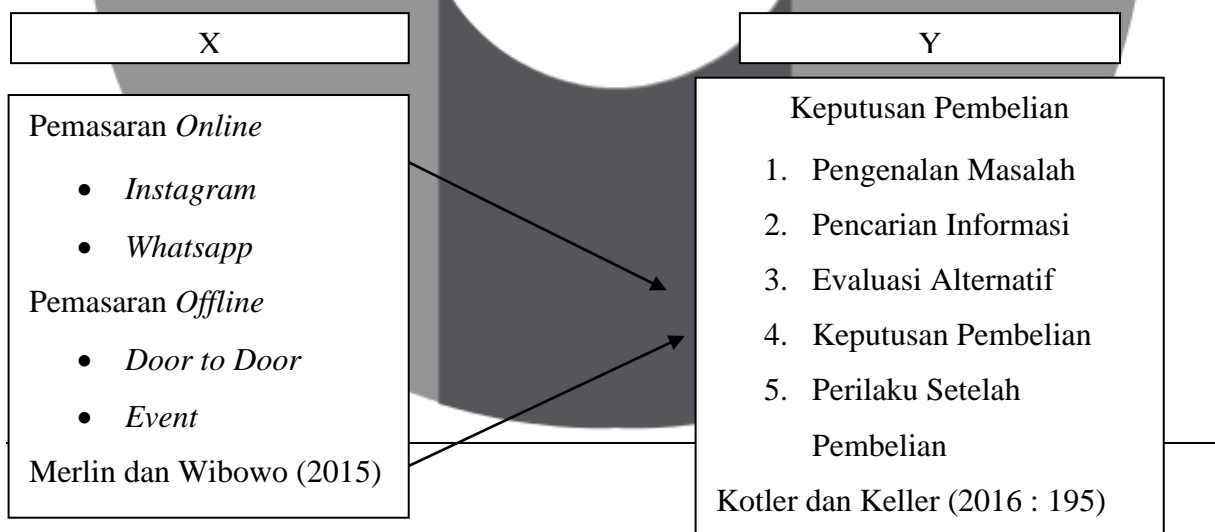 X
Pemasaran Online
• Instagram
• Whatsapp
Pemasaran Offline
• Door to Door
• Event
Merlin dan Wibowo (2015)
Y
Keputusan Pembelian
1. Pengenalan Masalah
2. Pencarian Informasi
3. Evaluasi Alternatif
4. Keputusan Pembelian
5. Perilaku Setelah
Pembelian
Kotler dan Keller (2016 : 195)